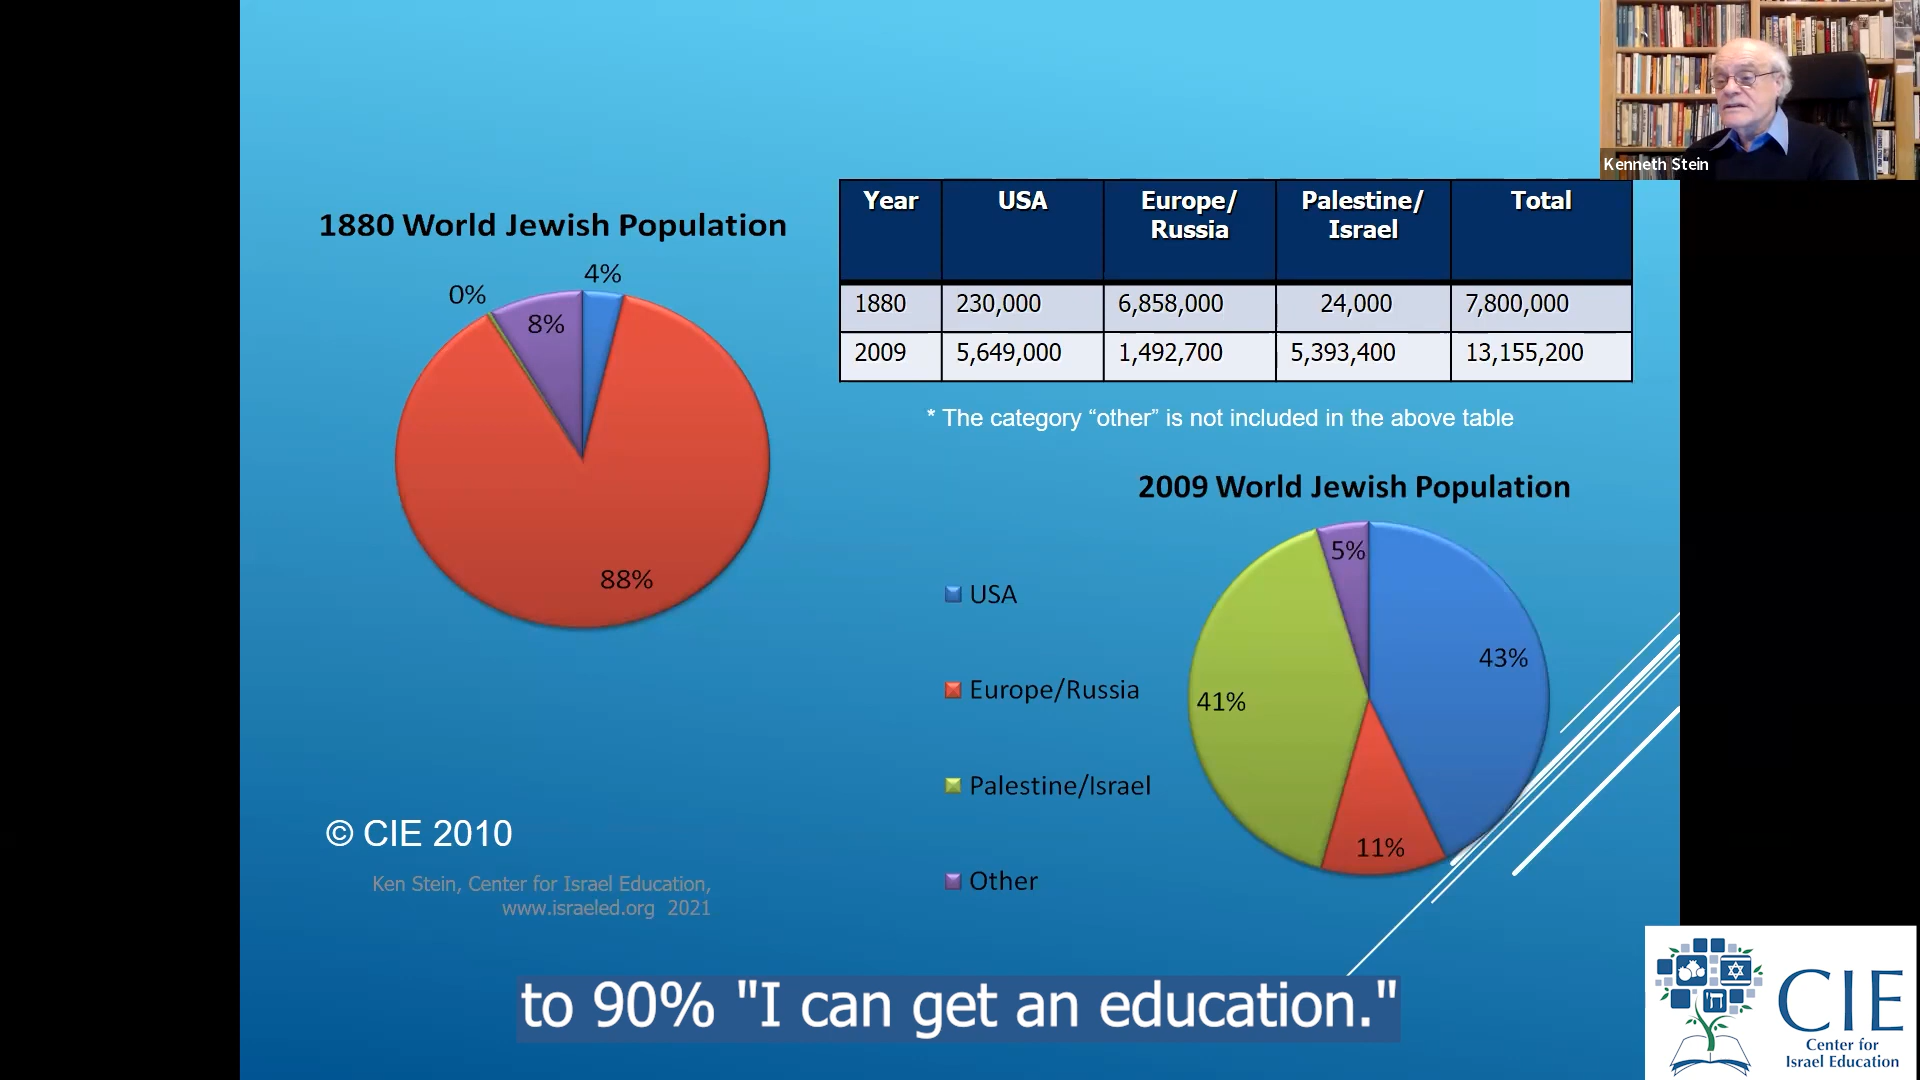 Kenneth Stein
1880 World Jewish Population
4%
0%
8%
88%
Year USA Europe/ Palestine/ Total
Russia Israel
1880 230,000 6,858,000 24,000 7,800,000
2009 5,649,000 1,492,700 5,393,400 13,155,200
* The category “other” is not included in the above table
2009 World Jewish Population
5%
43%
41%
11%
USA
Europe/Russia
Palestine/Israel
Other
© CIE 2010
Ken Stein, Center for Israel Education,
www.israeled.org 2021
to 90% "I can get an education."
CIE
Center for
Israel Education